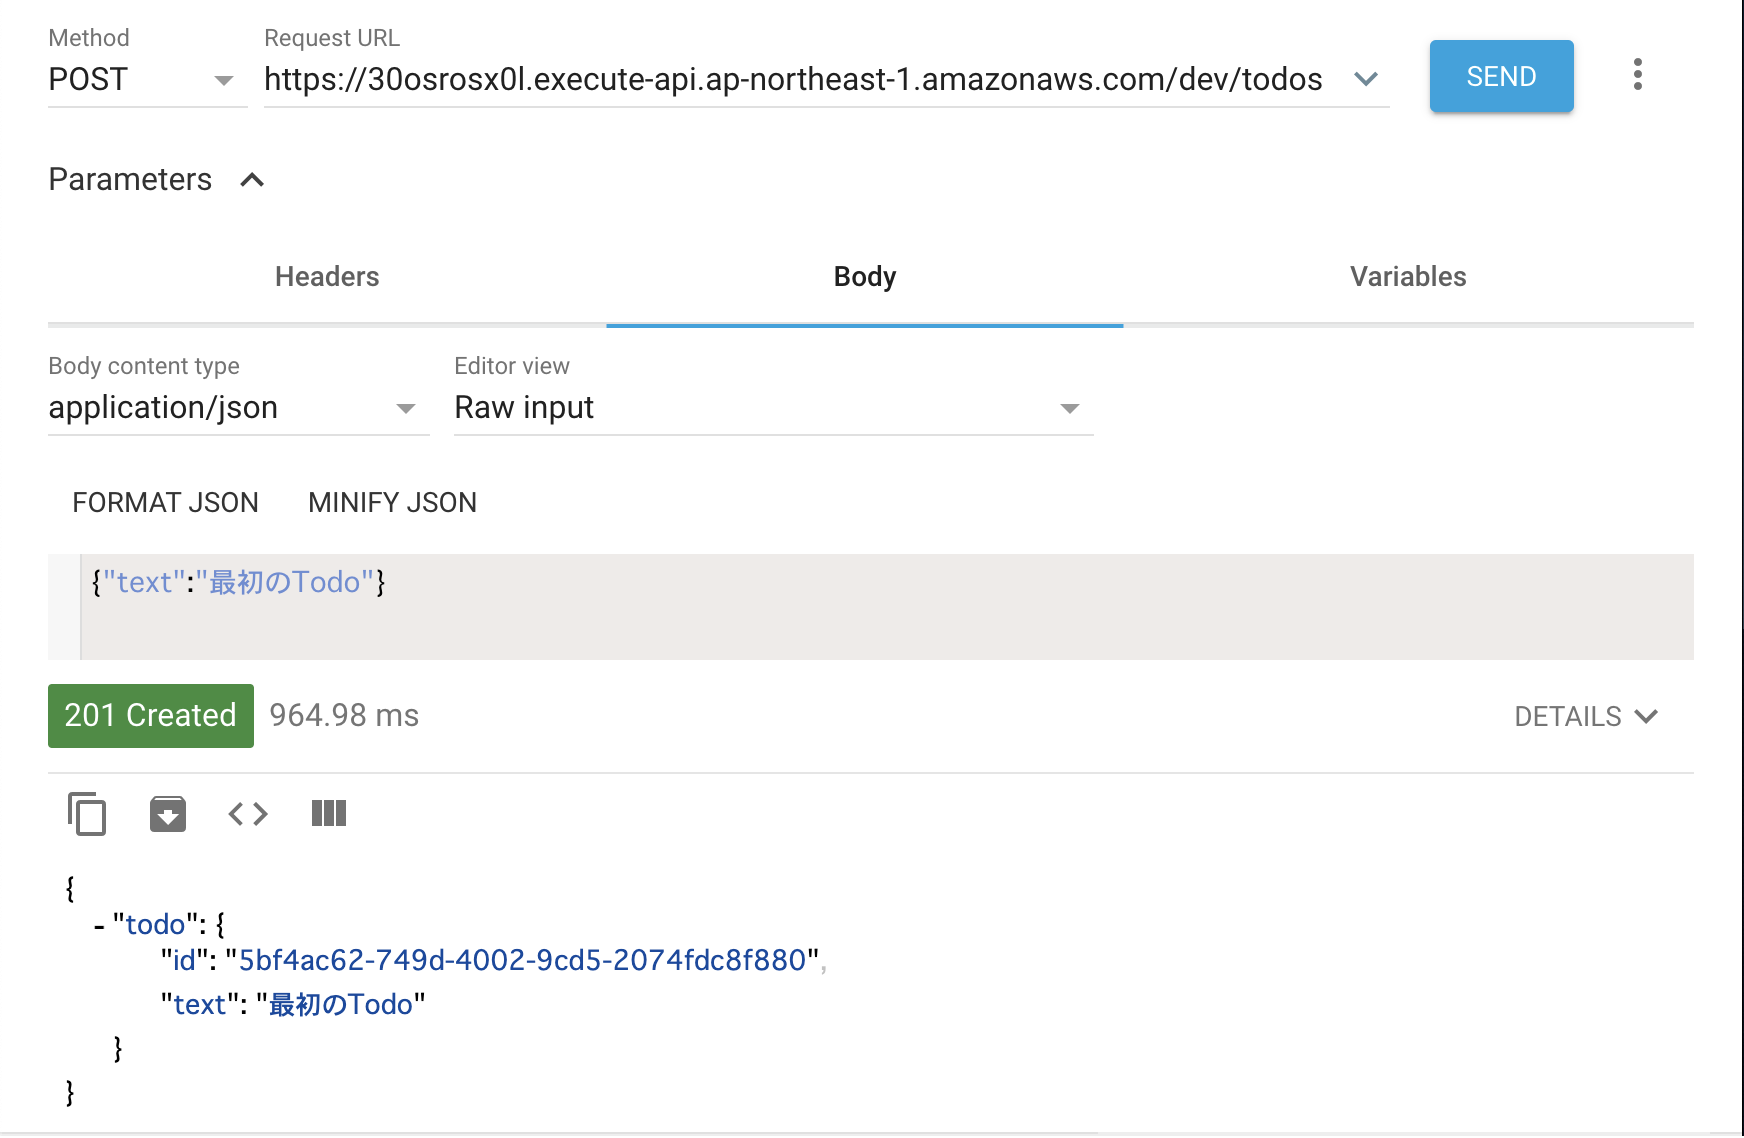 Method
Request URL
POST
https://30osrosx0l.execute-api.ap-northeast-1.amazonaws.com/dev/todos
SEND
Parameters
Headers
Body
Variables
Body content type
Editor view
application/json
Raw input
FORMAT JSON
MINIFY JSON
{"text":"最初のTodo"}
201 Created
964.98 ms
DETAILS
{
- "todo": {
"id": "5bf4ac62-749d-4002-9cd5-2074fdc8f880",
"text": "最初のTodo"
}
}